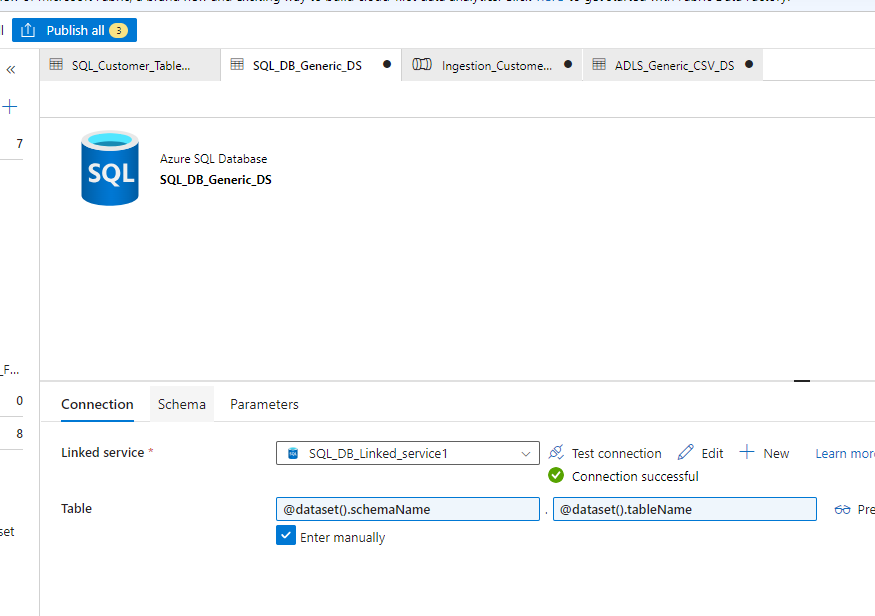 Publish all 3
SQL_Customer_Table...
SQL_DB_Generic_DS
Ingestion_Custome...
ADLS_Generic_CSV_DS
7
SQL
Azure SQL Database
SQL_DB_Generic_DS
_F...
0
8
Connection
Schema
Parameters
Linked service *
SQL_DB_Linked_service1
Test connection
Edit
New
Learn more
Connection successful
Table
@dataset().schemaName
.
@dataset().tableName
Pre
Enter manually
set